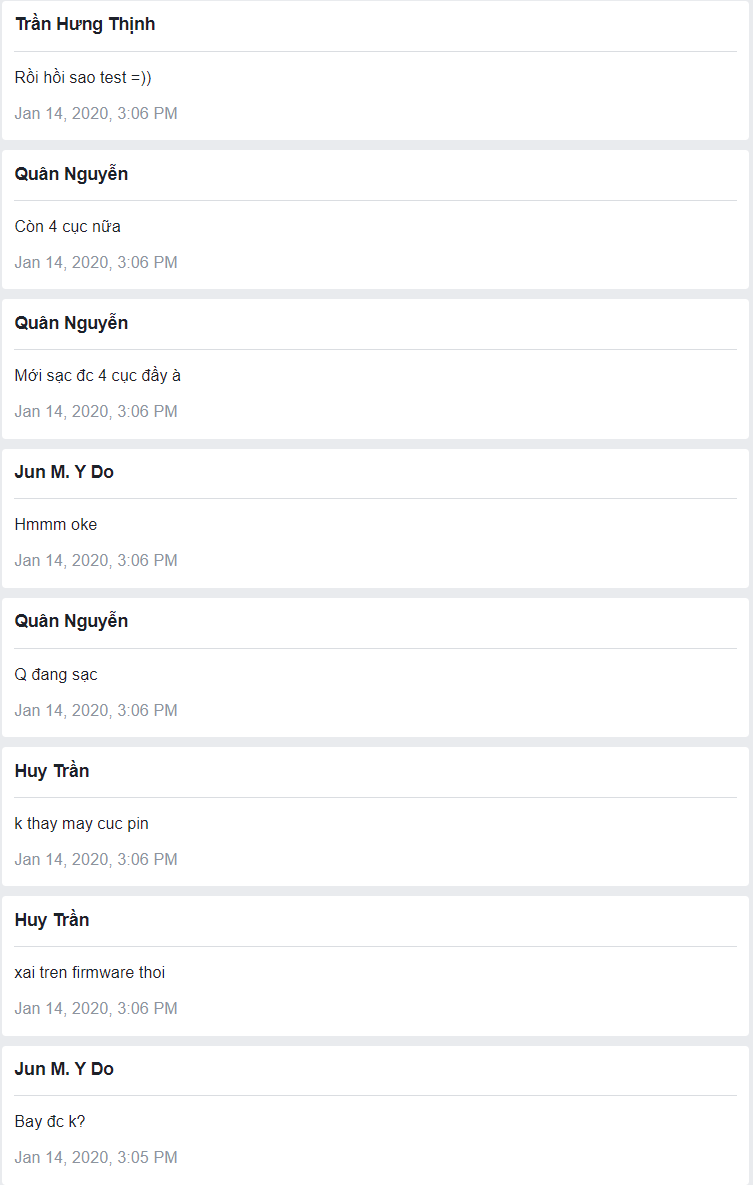 Trần Hưng Thịnh
Rồi hồi sao test =))
Jan 14, 2020, 3:06 PM
Quân Nguyễn
Còn 4 cục nữa
Jan 14, 2020, 3:06 PM
Quân Nguyễn
Mới sạc đc 4 cục đầy à
Jan 14, 2020, 3:06 PM
Jun M. Y Do
Hmmm oke
Jan 14, 2020, 3:06 PM
Quân Nguyễn
Q đang sạc
Jan 14, 2020, 3:06 PM
Huy Trần
k thay may cuc pin
Jan 14, 2020, 3:06 PM
Huy Trần
xai tren firmware thoi
Jan 14, 2020, 3:06 PM
Jun M. Y Do
Bay đc k?
Jan 14, 2020, 3:05 PM